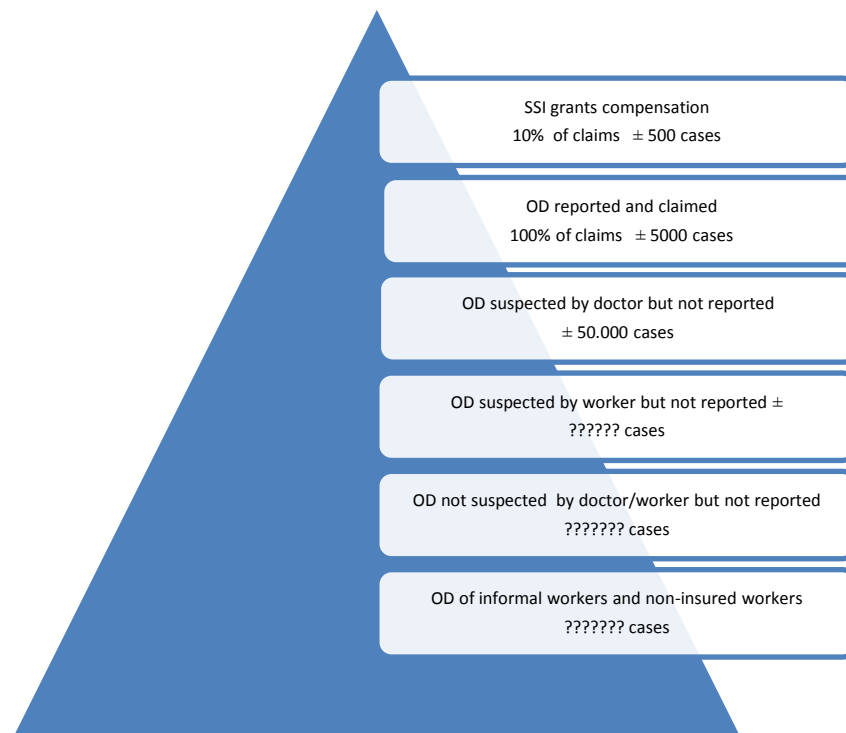 SSI grants compensation
10% of claims ± 500 cases
OD reported and claimed
100% of claims ± 5000 cases
OD suspected by doctor but not reported
± 50.000 cases
OD suspected by worker but not reported ±
?????? cases
OD not suspected by doctor/worker but not reported
??????? cases
OD of informal workers and non-insured workers
??????? cases